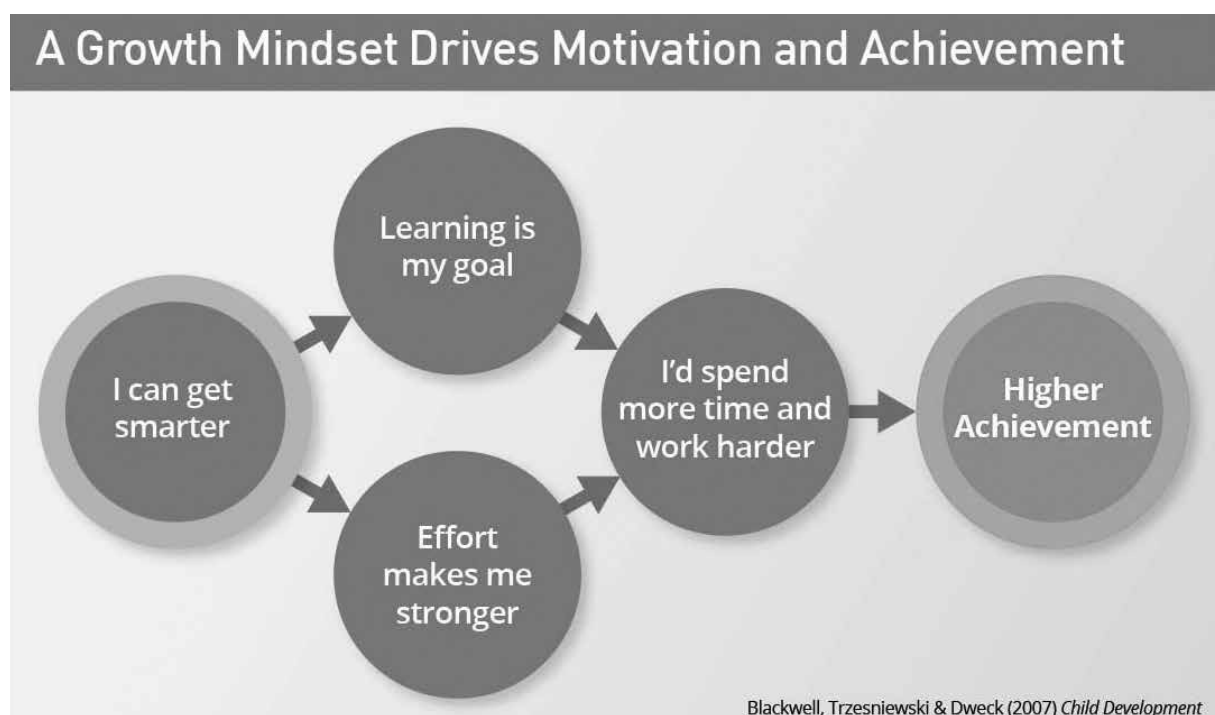 A Growth Mindset Drives Motivation and Achievement
I can get
smarter
Learning is
my goal
Effort
makes me
stronger
I'd spend
more time and
work harder
Higher
Achievement
Blackwell, Trzesniewski & Dweck (2007) Child Development